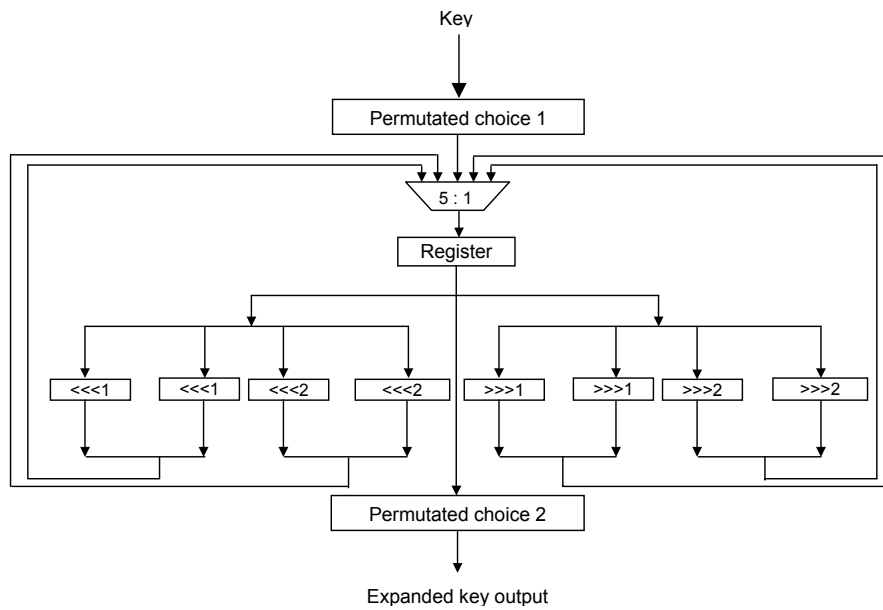 Key
Permutated choice 1
5 : 1
Register
<<<1 <<<1 <<<2 <<<2 >>>1 >>>1 >>>2 >>>2
Permutated choice 2
Expanded key output